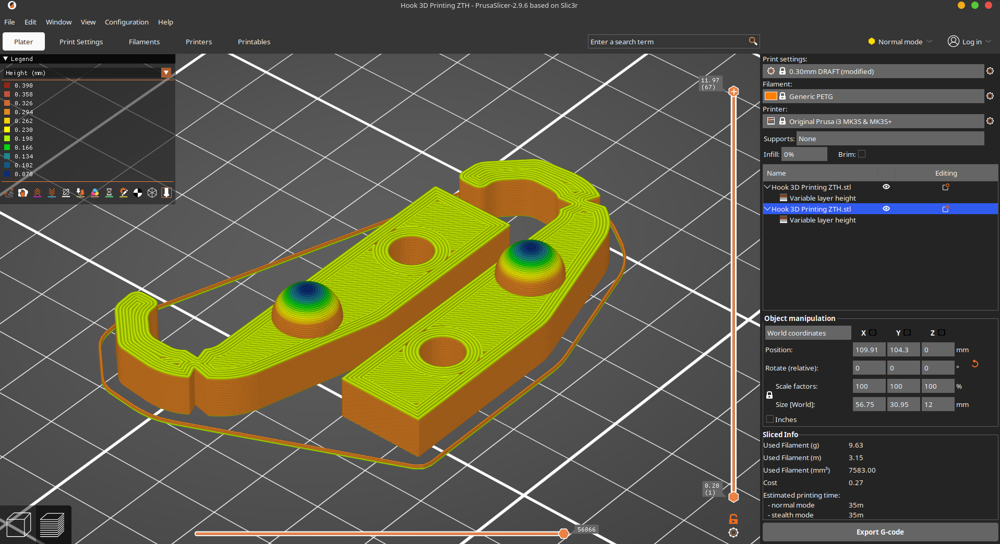 Hook 3D Printing ZTH - PrusaSlicer-2.9.6 based on Slic3r
File Edit Window View Configuration Help
Plater Print Settings Filaments Printers Printables Enter a search term Normal mode Log in
Legend
Height (mm)
0.390
0.358
0.326
0.294
0.262
0.230
0.198
0.166
0.134
0.102
0.070
11.97
(67)
0.20
(1)
56866
Print settings:
0.30mm DRAFT (modified)
Filament:
Generic PETG
Printer:
Original Prusa i3 MK3S & MK3S+
Supports: None
Infill: 0% Brim:
Name Editing
Hook 3D Printing ZTH.stl
Variable layer height
Hook 3D Printing ZTH.stl
Variable layer height
Object manipulation
World coordinates X Y Z
Position: 109.91 104.3 0 mm
Rotate (relative): 0 0 0 °
Scale factors: 100 100 100 %
Size [World]: 56.75 30.95 12 mm
Inches
Sliced Info
Used Filament (g) 9.63
Used Filament (m) 3.15
Used Filament (mm³) 7583.00
Cost 0.27
Estimated printing time:
- normal mode 35m
- stealth mode 35m
Export G-code